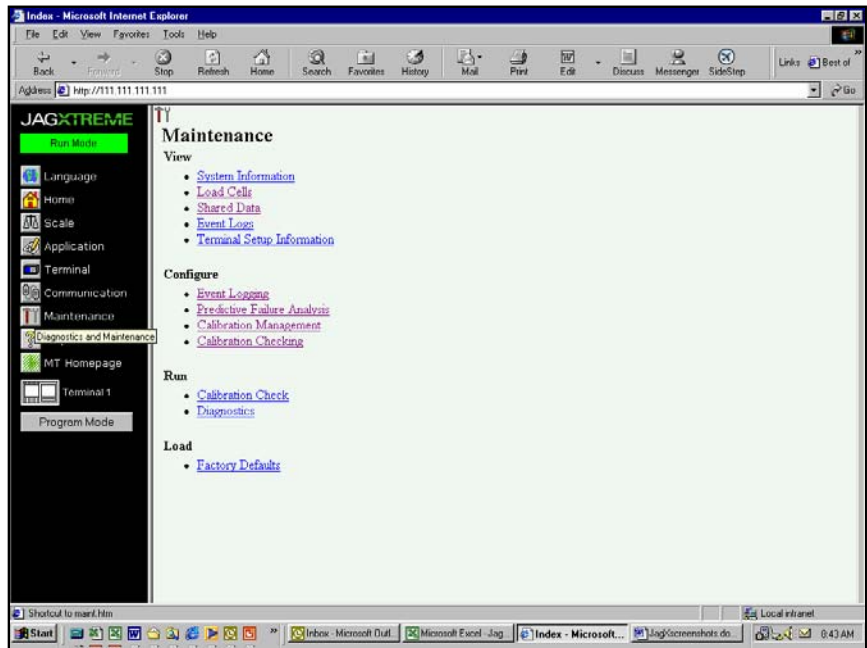 Index - Microsoft Internet Explorer
File Edit View Favorites Tools Help
Back Forward Stop Refresh Home Search Favorites History Mail Print Edit Discuss Messenger SideStep Links Best of
Address http://111.111.111.111 Go
JAGXTREME
Run Mode
Language
Home
Scale
Application
Terminal
Communication
Maintenance
Diagnostics and Maintenance
MT Homepage
Terminal 1
Program Mode
Maintenance
View
System Information
Load Cells
Shared Data
Event Logs
Terminal Setup Information
Configure
Event Logging
Predictive Failure Analysis
Calibration Management
Calibration Checking
Run
Calibration Check
Diagnostics
Load
Factory Defaults
Shortcut to maint.htm Local intranet
Start Inbox - Microsoft Outl... Microsoft Excel - Jag... Index - Microsoft... JagXscreenshots do... 8:43 AM